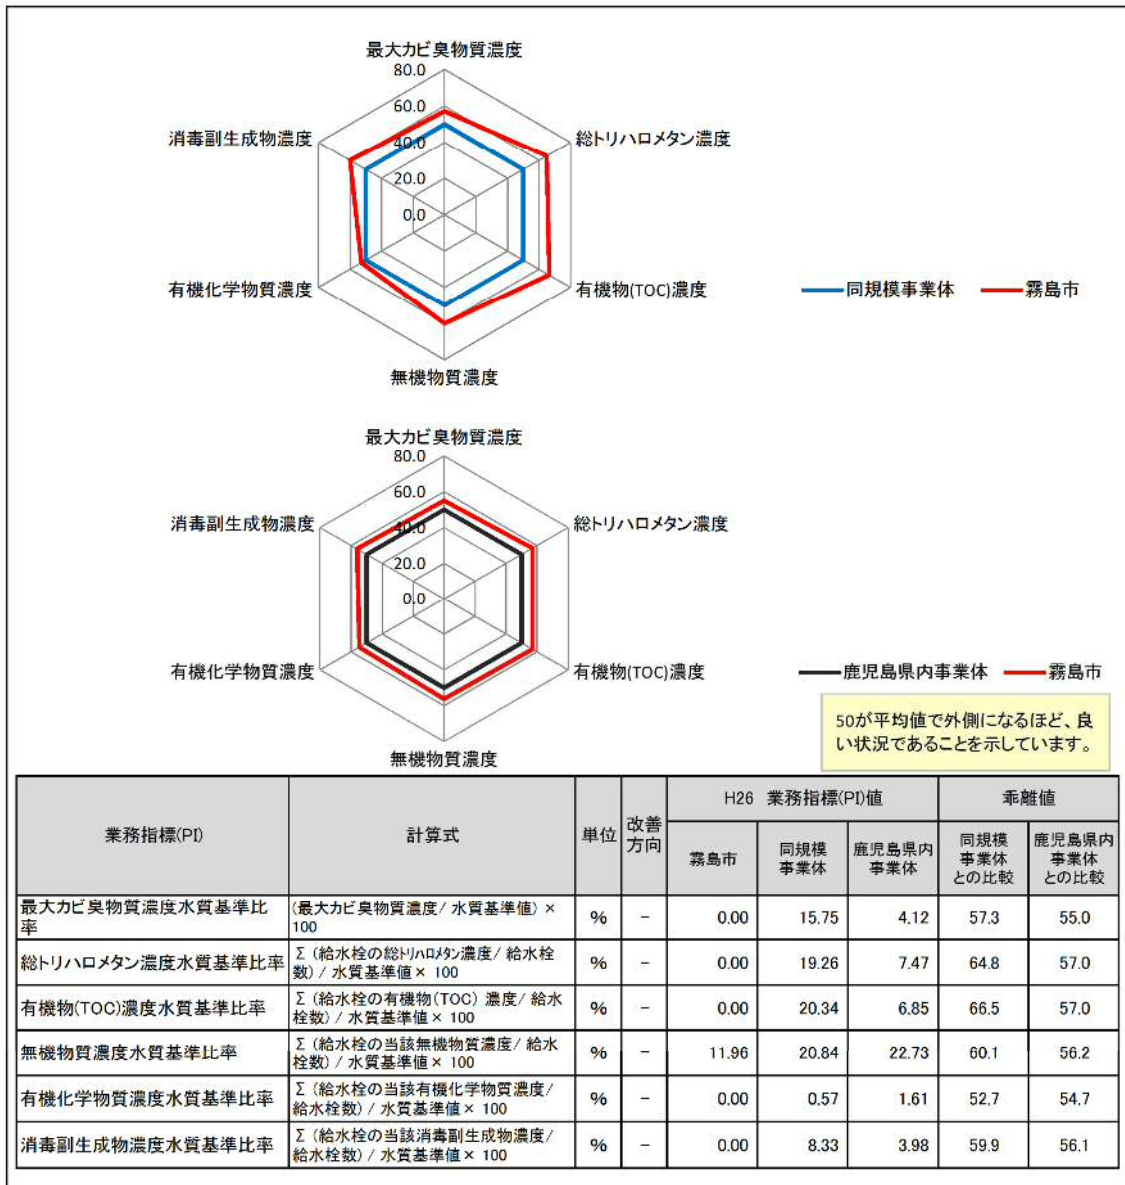 最大カビ臭物質濃度
80.0
60.0
40.0
20.0
0.0
総トリハロメタン濃度
有機物(TOC)濃度
無機物質濃度
有機化学物質濃度
消毒副生成物濃度
同規模事業体
霧島市
最大カビ臭物質濃度
80.0
60.0
40.0
20.0
0.0
総トリハロメタン濃度
有機物(TOC)濃度
無機物質濃度
有機化学物質濃度
消毒副生成物濃度
鹿児島県内事業体
霧島市
50が平均値で外側になるほど、良
い状況であることを示しています。
業務指標(PI)
計算式
単位
改善
方向
H26 業務指標(PI)値
乖離値
霧島市
同規模
事業体
鹿児島県内
事業体
同規模
事業体
との比較
鹿児島県内
事業体
との比較
最大カビ臭物質濃度水質基準比
率
(最大カビ臭物質濃度/ 水質基準値) ×
100
% － 0.00 15.75 4.12 57.3 55.0
総トリハロメタン濃度水質基準比率
Σ (給水栓の総トリハロメタン濃度/ 給水栓
数) / 水質基準値× 100
% － 0.00 19.26 7.47 64.8 57.0
有機物(TOC)濃度水質基準比率
Σ (給水栓の有機物(TOC) 濃度/ 給水
栓数) / 水質基準値× 100
% － 0.00 20.34 6.85 66.5 57.0
無機物質濃度水質基準比率
Σ (給水栓の当該無機物質濃度/ 給水
栓数) / 水質基準値× 100
% － 11.96 20.84 22.73 60.1 56.2
有機化学物質濃度水質基準比率
Σ (給水栓の当該有機化学物質濃度/
給水栓数) / 水質基準値× 100
% － 0.00 0.57 1.61 52.7 54.7
消毒副生成物濃度水質基準比率
Σ (給水栓の当該消毒副生成物濃度/
給水栓数) / 水質基準値× 100
% － 0.00 8.33 3.98 59.9 56.1